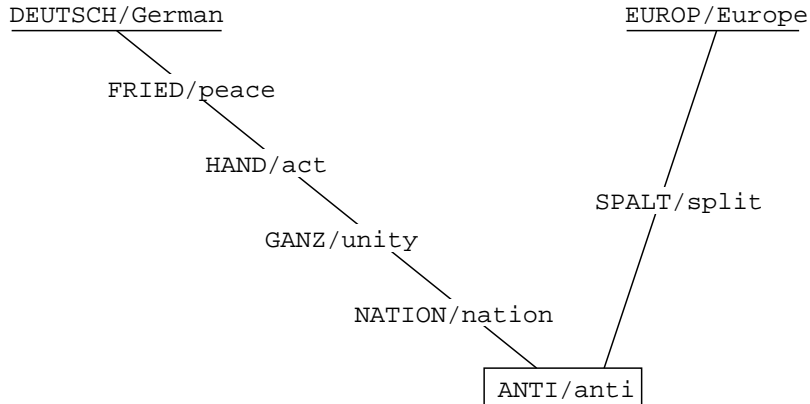 DEUTSCH/German
EUROP/Europe
FRIED/peace
HAND/act
SPALT/split
GANZ/unity
NATION/nation
ANTI/anti